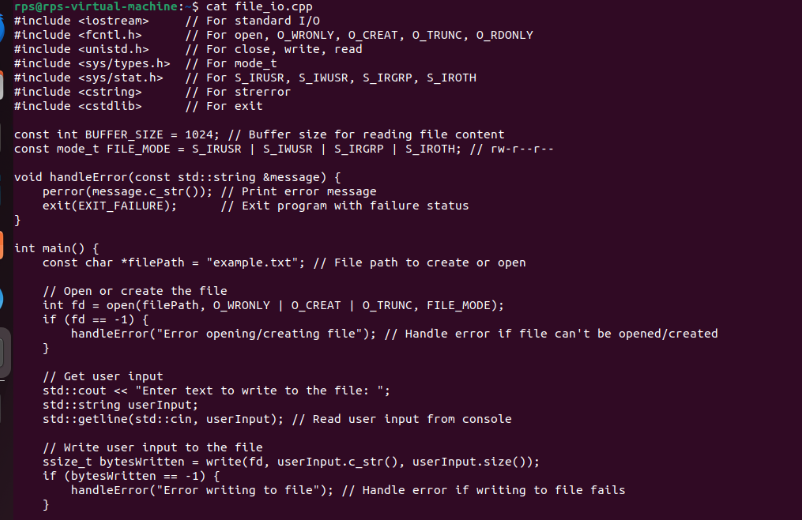 rps@rps-virtual-machine:~$ cat file_io.cpp
#include <iostream>     // For standard I/O
#include <fcntl.h>      // For open, O_WRONLY, O_CREAT, O_TRUNC, O_RDONLY
#include <unistd.h>     // For close, write, read
#include <sys/types.h>  // For mode_t
#include <sys/stat.h>   // For S_IRUSR, S_IWUSR, S_IRGRP, S_IROTH
#include <cstring>      // For strerror
#include <cstdlib>      // For exit

const int BUFFER_SIZE = 1024; // Buffer size for reading file content
const mode_t FILE_MODE = S_IRUSR | S_IWUSR | S_IRGRP | S_IROTH; // rw-r--r--

void handleError(const std::string &message) {
    perror(message.c_str()); // Print error message
    exit(EXIT_FAILURE);      // Exit program with failure status
}

int main() {
    const char *filePath = "example.txt"; // File path to create or open

    // Open or create the file
    int fd = open(filePath, O_WRONLY | O_CREAT | O_TRUNC, FILE_MODE);
    if (fd == -1) {
        handleError("Error opening/creating file"); // Handle error if file can't be opened/created
    }

    // Get user input
    std::cout << "Enter text to write to the file: ";
    std::string userInput;
    std::getline(std::cin, userInput); // Read user input from console

    // Write user input to the file
    ssize_t bytesWritten = write(fd, userInput.c_str(), userInput.size());
    if (bytesWritten == -1) {
        handleError("Error writing to file"); // Handle error if writing to file fails
    }